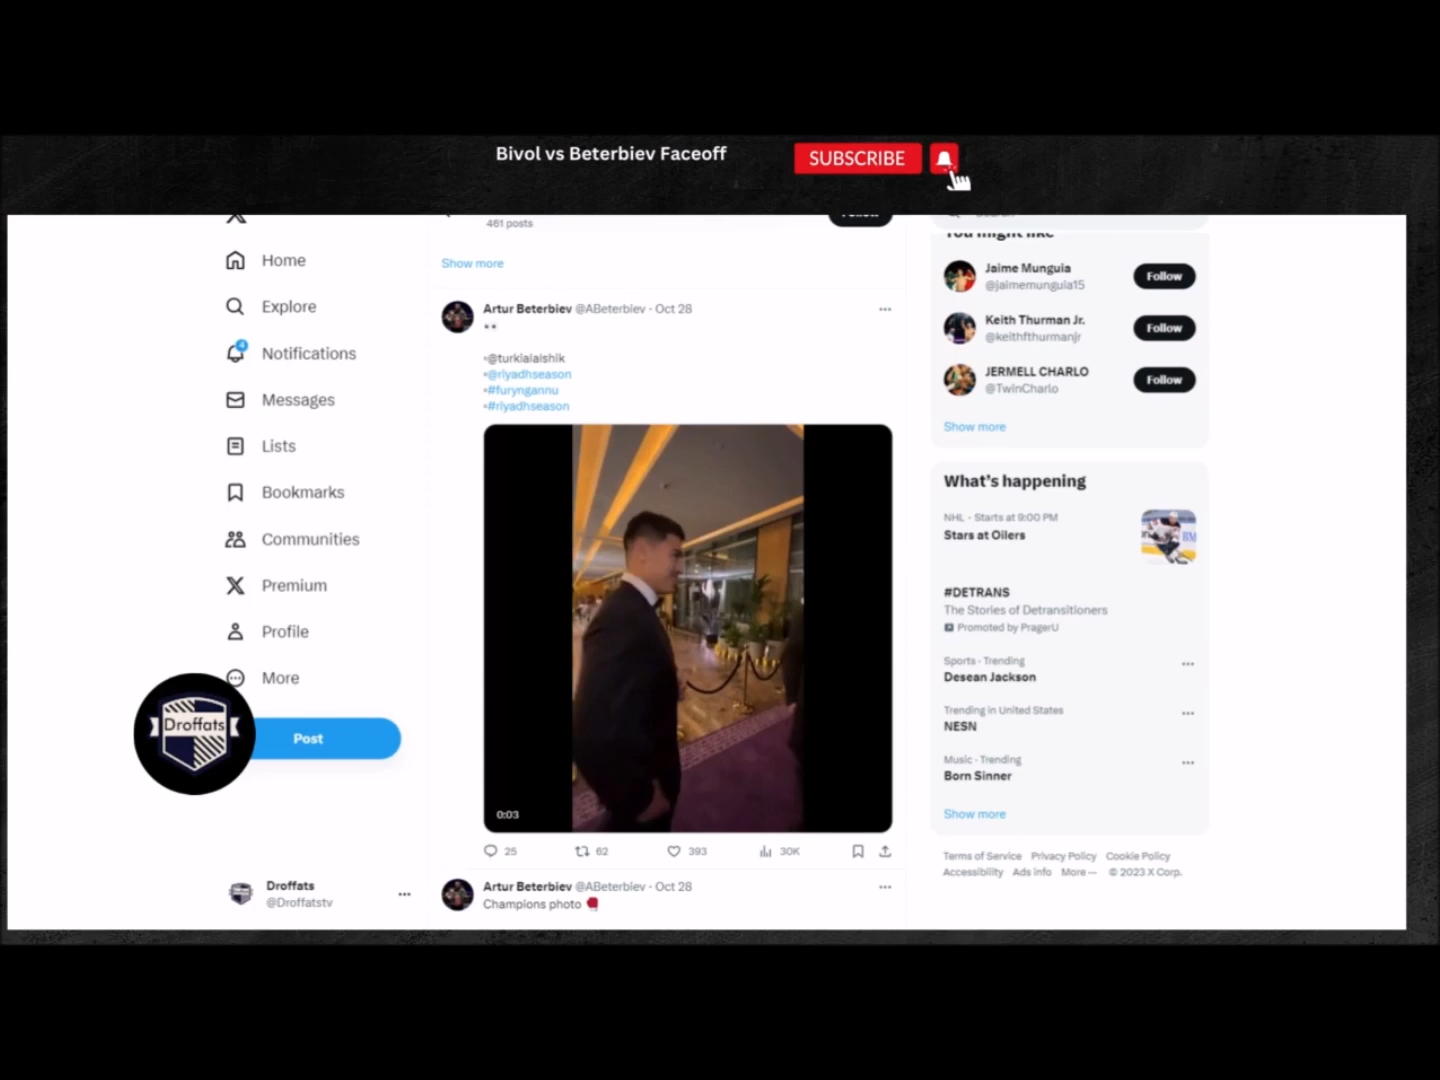 Bivol vs Beterbiev Faceoff
SUBSCRIBE
461 posts
Show more
Home
Explore
4
Notifications
Messages
Lists
Bookmarks
Communities
Premium
Profile
More
Droffats
Post
Droffats
@Droffatstv
Artur Beterbiev @ABeterbiev · Oct 28
@turkialalshik
@riyadhseason
#furyngannu
#riyadhseason
0:03
25
62
393
30K
Artur Beterbiev @ABeterbiev · Oct 28
Champions photo
You might like
Jaime Munguia
@jaimemunguia15
Follow
Keith Thurman Jr.
@keithfthurmanjr
Follow
JERMELL CHARLO
@TwinCharlo
Follow
Show more
What's happening
NHL · Starts at 9:00 PM
Stars at Oilers
#DETRANS
The Stories of Detransitioners
Promoted by PragerU
Sports · Trending
Desean Jackson
Trending in United States
NESN
Music · Trending
Born Sinner
Show more
Terms of Service Privacy Policy Cookie Policy
Accessibility Ads info More ··· © 2023 X Corp.